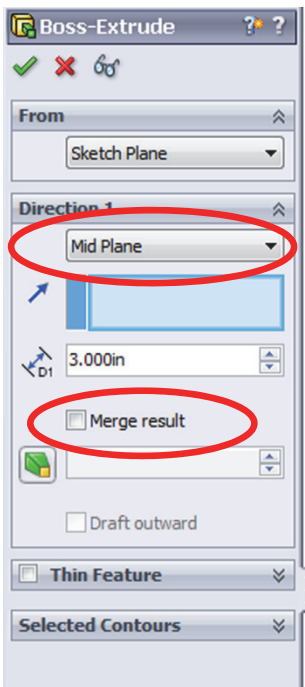 Boss-Extrude ? ?
From
Sketch Plane
Direction 1
Mid Plane
D1 3.000in
Merge result
Draft outward
Thin Feature
Selected Contours